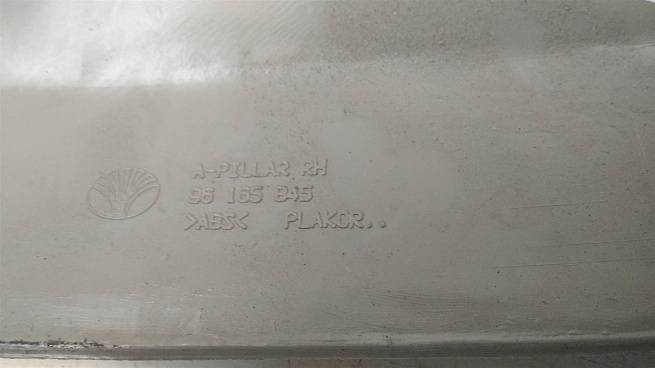 A-PILLAR RH
96 165 845
>ABS< PLAKOR..